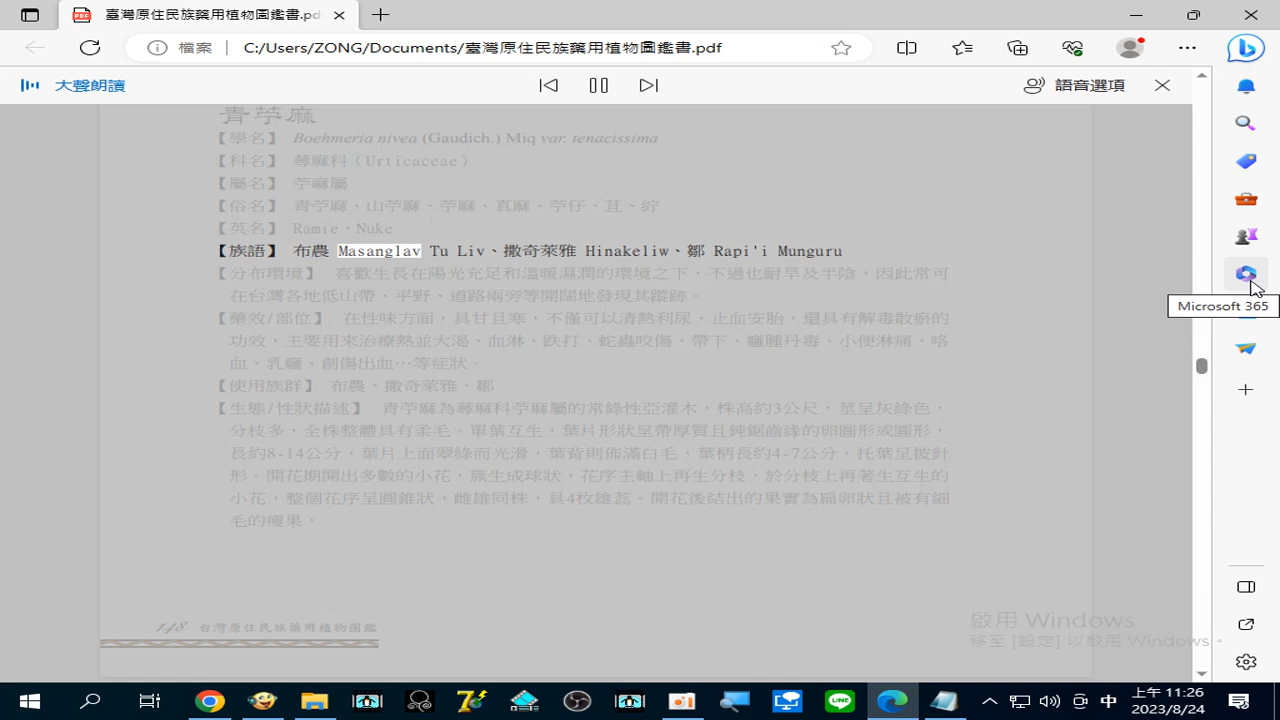 臺灣原住民族藥用植物圖鑑書.pdf
檔案 C:/Users/ZONG/Documents/臺灣原住民族藥用植物圖鑑書.pdf
大聲朗讀 語音選項
青苧麻
【學名】 Boehmeria nivea (Gaudich.) Miq var. tenacissima
【科名】 蕁麻科（Urticaceae）
【屬名】 苧麻屬
【俗名】 青苧麻、山苧麻、苧麻、真麻、苧仔、苴、紵
【英名】 Ramie，Nuke
【族語】 布農 Masanglav Tu Liv、撒奇萊雅 Hinakeliw、鄒 Rapi'i Munguru
【分布環境】 喜歡生長在陽光充足和溫暖濕潤的環境之下，不過也耐旱及半陰，因此常可
在台灣各地低山帶、平野、道路兩旁等開闊地發現其蹤跡。
【藥效/部位】 在性味方面，具甘且寒，不僅可以清熱利尿、止血安胎，還具有解毒散瘀的
功效，主要用來治療熱並大渴、血淋、跌打、蛇蟲咬傷、帶下、癰腫丹毒、小便淋痛、咯
血、乳癰、創傷出血…等症狀。
【使用族群】 布農、撒奇萊雅、鄒
【生態/性狀描述】 青苧麻為蕁麻科苧麻屬的常綠性亞灌木，株高約3公尺，莖呈灰綠色，
分枝多，全株整體具有柔毛。單葉互生，葉片形狀呈帶厚質且鈍鋸齒緣的卵圓形或圓形，
長約8-14公分，葉片上面翠綠而光滑，葉背則佈滿白毛、葉柄長約4-7公分，托葉呈披針
形。開花期開出多數的小花，簇生成球狀，花序主軸上再生分枝，於分枝上再著生互生的
小花，整個花序呈圓錐狀，雌雄同株，具4枚雄蕊。開花後結出的果實為扁卵狀且被有細
毛的瘦果，
148 台灣原住民族藥用植物圖鑑
Microsoft 365
啟用 Windows
移至 [設定] 以啟用 Windows。
中
上午 11:26
2023/8/24